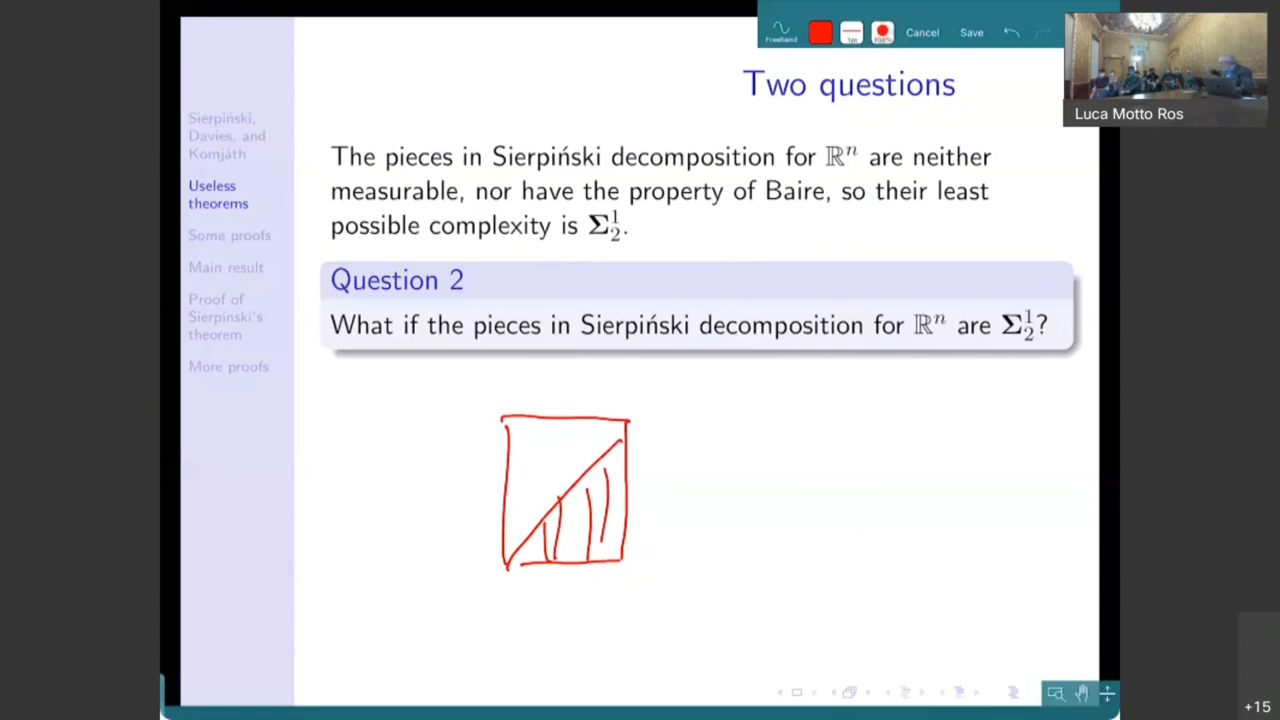 Freehand
Cancel
Save
Luca Motto Ros
Two questions
Sierpiński,
Davies, and
Komjáth
Useless
theorems
Some proofs
Main result
Proof of
Sierpinski's
theorem
More proofs
The pieces in Sierpiński decomposition for ℝⁿ are neither
measurable, nor have the property of Baire, so their least
possible complexity is Σ¹₂.
Question 2
What if the pieces in Sierpiński decomposition for ℝⁿ are Σ¹₂?
+15